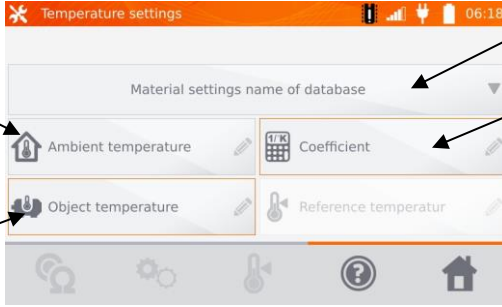 Temperature settings 06:18
Material settings name of database
Ambient temperature
1/K Coefficient
Object temperature
Reference temperatur